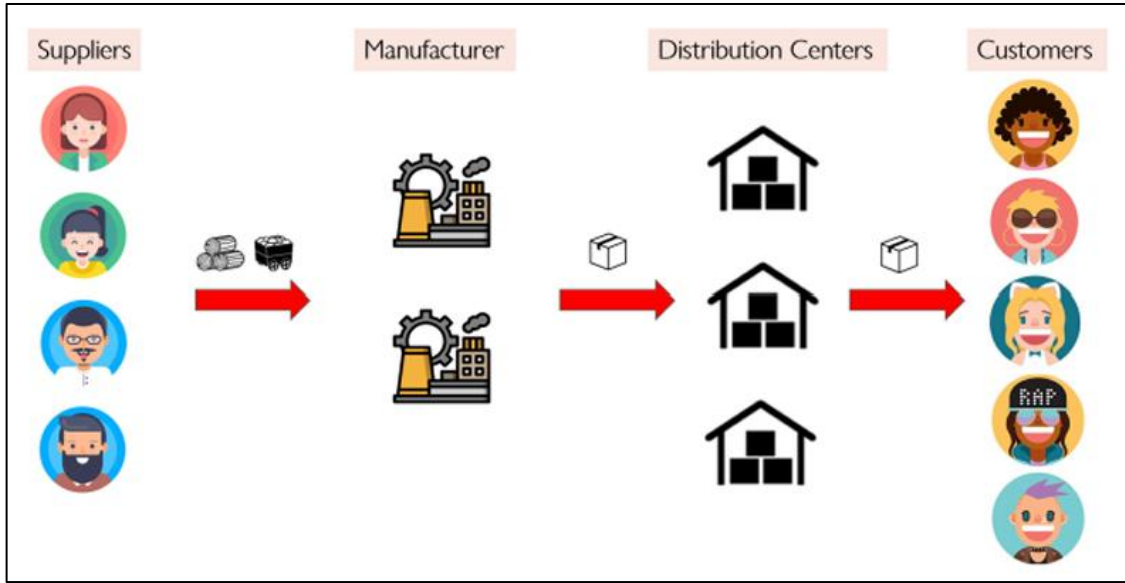 Suppliers
Manufacturer
Distribution Centers
Customers
RAP